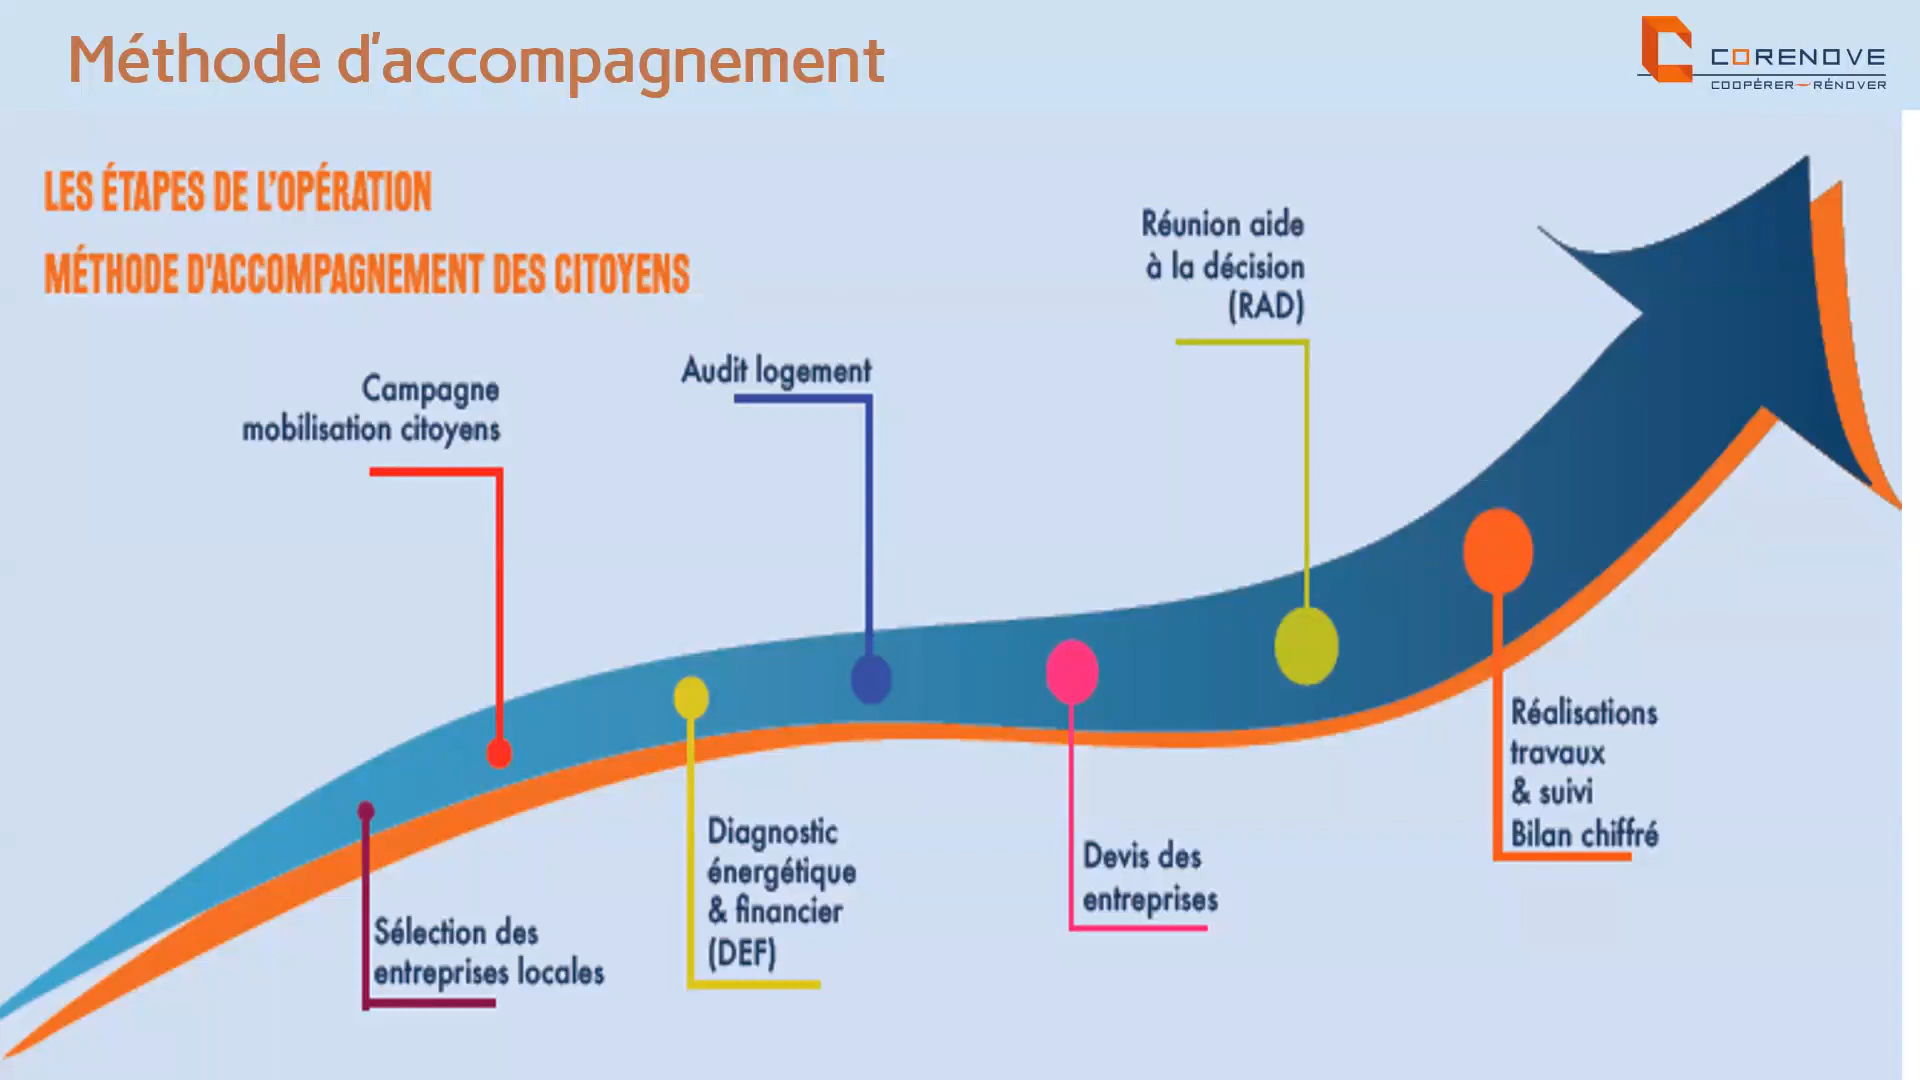 Méthode d'accompagnement
CORENOVE
COOPÉRER RÉNOVER
LES ÉTAPES DE L'OPÉRATION
MÉTHODE D'ACCOMPAGNEMENT DES CITOYENS
Sélection des
entreprises locales
Campagne
mobilisation citoyens
Diagnostic
énergétique
& financier
(DEF)
Audit logement
Devis des
entreprises
Réunion aide
à la décision
(RAD)
Réalisations
travaux
& suivi
Bilan chiffré